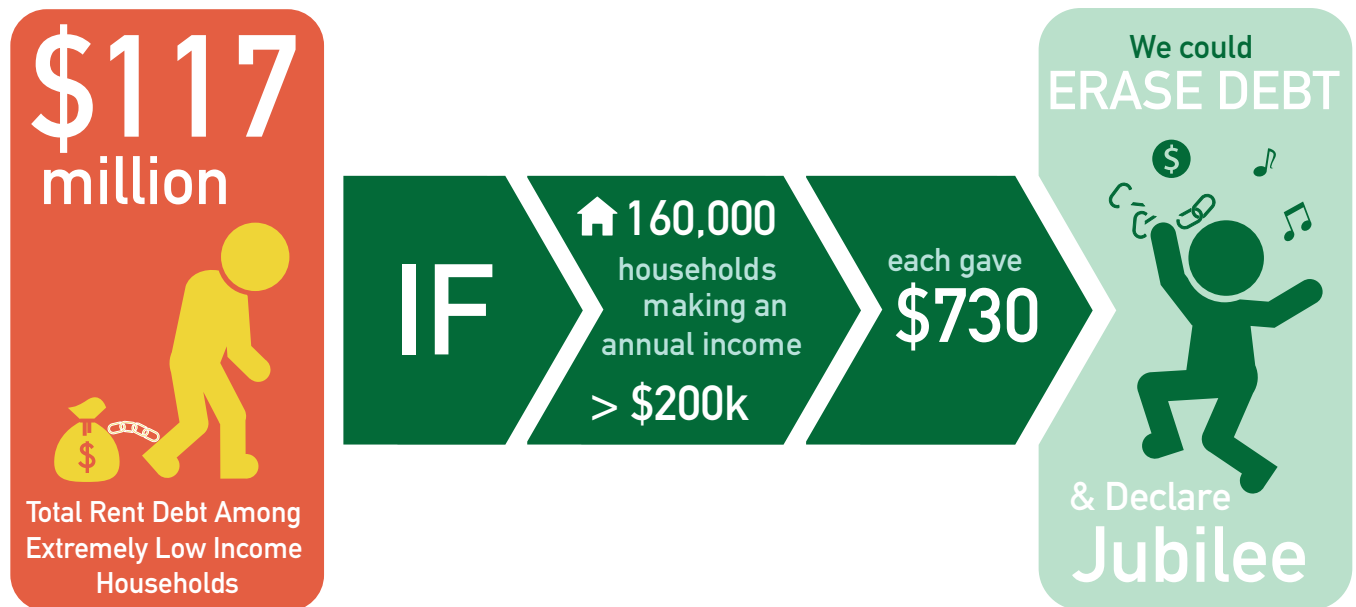 $117
million
$
Total Rent Debt Among
Extremely Low Income
Households
IF
160,000
households
making an
annual income
> $200k
each gave
$730
We could
ERASE DEBT
$
& Declare
Jubilee